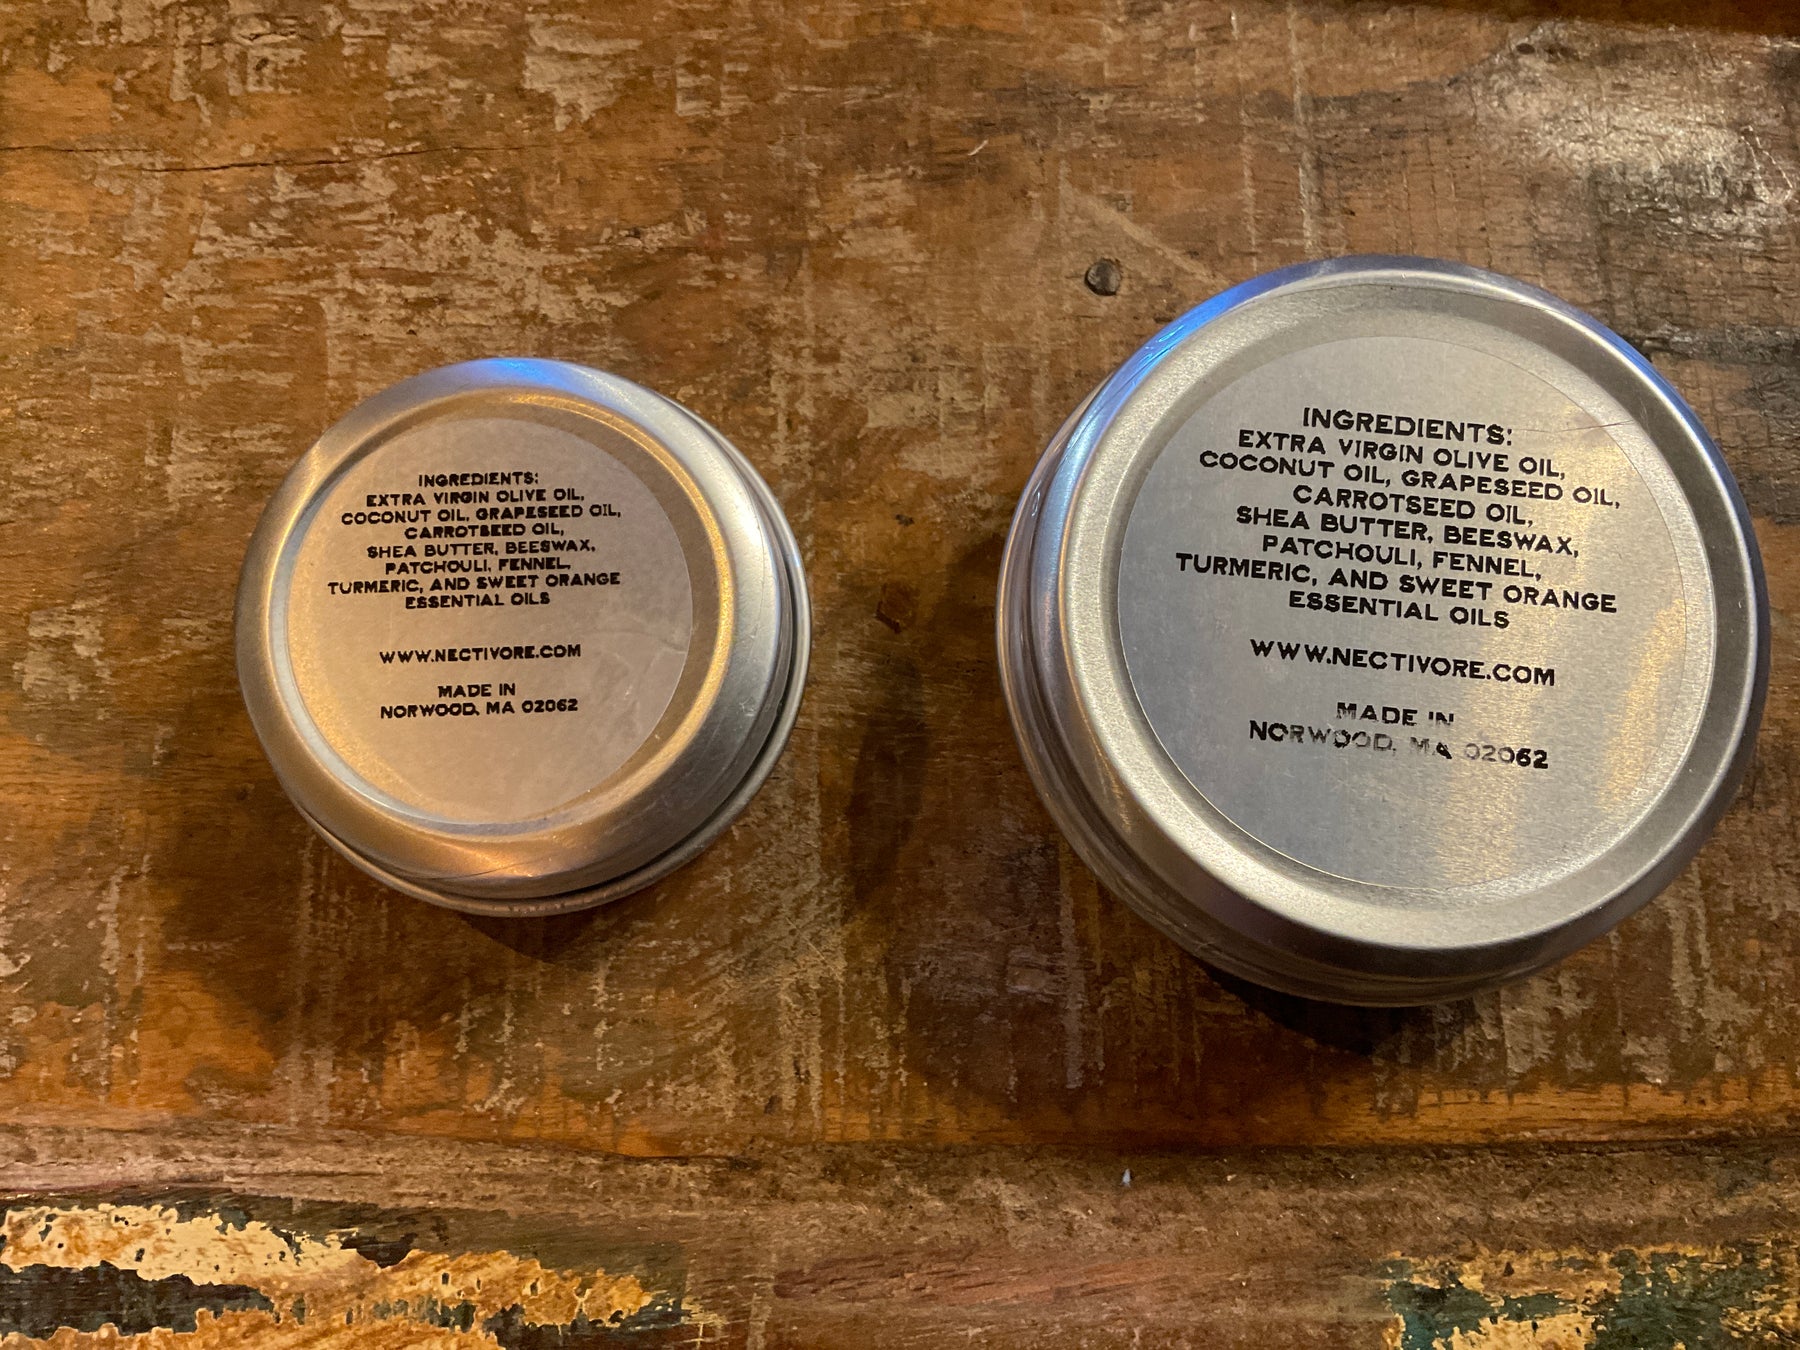 INGREDIENTS:
EXTRA VIRGIN OLIVE OIL,
COCONUT OIL, GRAPESEED OIL,
CARROTSEED OIL,
SHEA BUTTER, BEESWAX,
PATCHOULI, FENNEL,
TURMERIC, AND SWEET ORANGE
ESSENTIAL OILS
WWW.NECTIVORE.COM
MADE IN
NORWOOD, MA 02062
INGREDIENTS:
EXTRA VIRGIN OLIVE OIL,
COCONUT OIL, GRAPESEED OIL,
CARROTSEED OIL,
SHEA BUTTER, BEESWAX,
PATCHOULI, FENNEL,
TURMERIC, AND SWEET ORANGE
ESSENTIAL OILS
WWW.NECTIVORE.COM
MADE IN
NORWOOD, MA 02062